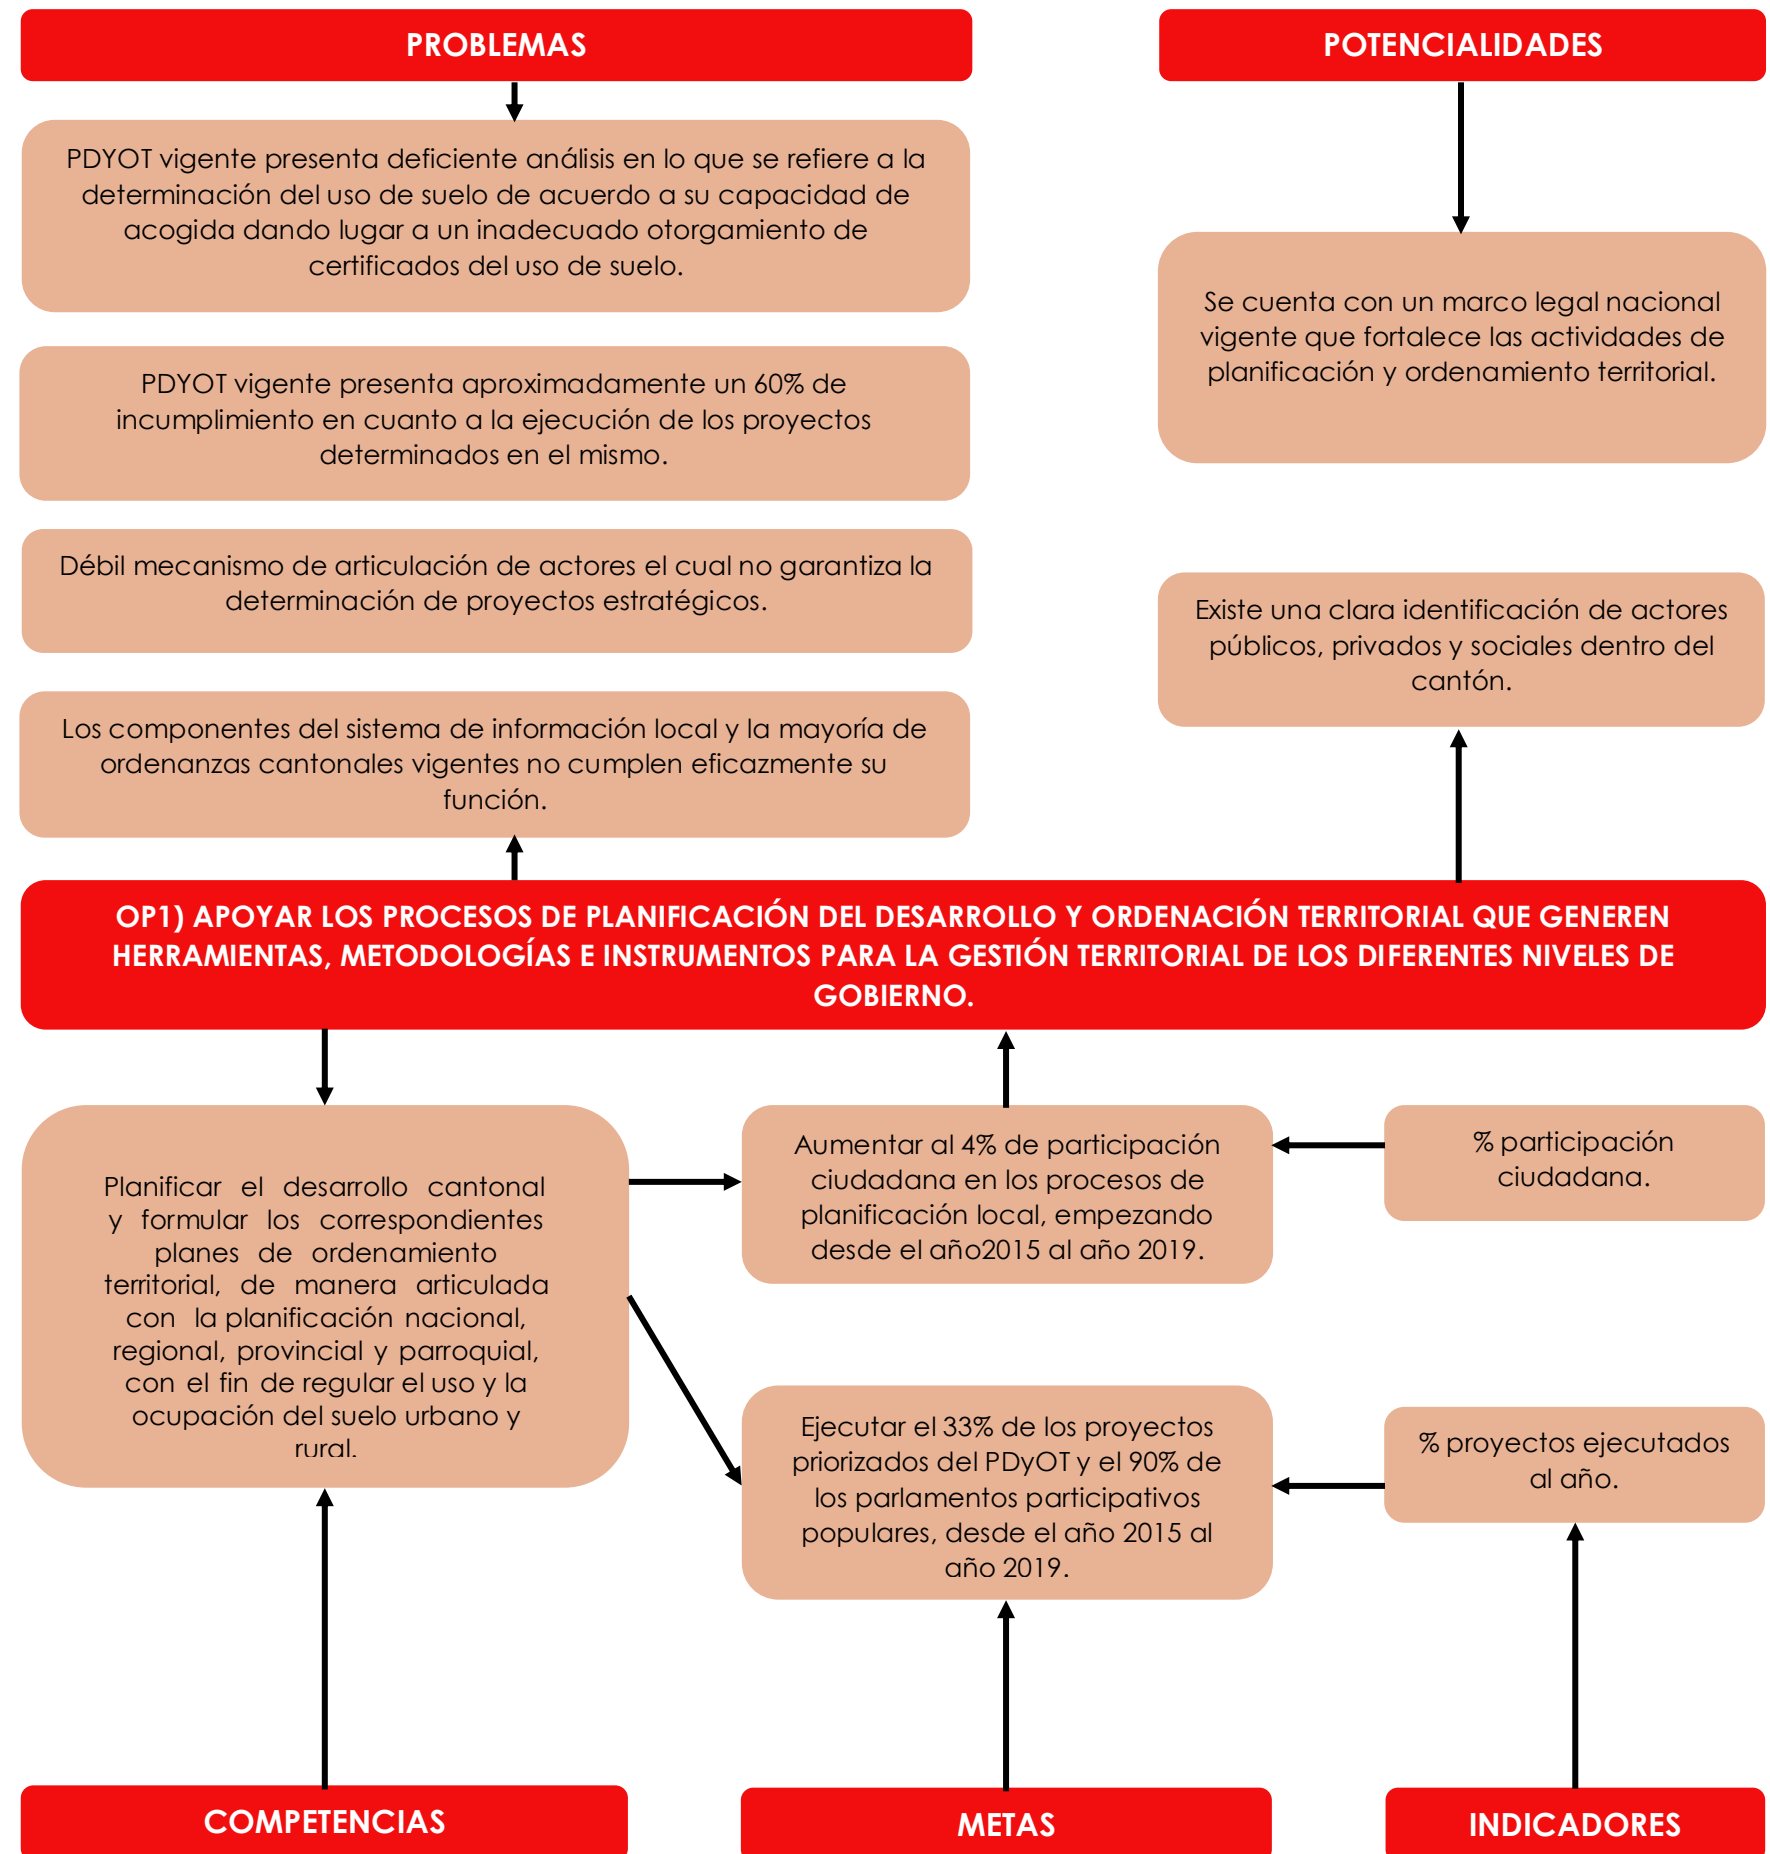 PROBLEMAS
POTENCIALIDADES
PDYOT vigente presenta deficiente análisis en lo que se refiere a la
determinación del uso de suelo de acuerdo a su capacidad de
acogida dando lugar a un inadecuado otorgamiento de
certificados del uso de suelo.
Se cuenta con un marco legal nacional
vigente que fortalece las actividades de
planificación y ordenamiento territorial.
PDYOT vigente presenta aproximadamente un 60% de
incumplimiento en cuanto a la ejecución de los proyectos
determinados en el mismo.
Débil mecanismo de articulación de actores el cual no garantiza la
determinación de proyectos estratégicos.
Existe una clara identificación de actores
públicos, privados y sociales dentro del
cantón.
Los componentes del sistema de información local y la mayoría de
ordenanzas cantonales vigentes no cumplen eficazmente su
función.
OP1) APOYAR LOS PROCESOS DE PLANIFICACIÓN DEL DESARROLLO Y ORDENACIÓN TERRITORIAL QUE GENEREN
HERRAMIENTAS, METODOLOGÍAS E INSTRUMENTOS PARA LA GESTIÓN TERRITORIAL DE LOS DIFERENTES NIVELES DE
GOBIERNO.
Planificar el desarrollo cantonal
y formular los correspondientes
planes de ordenamiento
territorial, de manera articulada
con la planificación nacional,
regional, provincial y parroquial,
con el fin de regular el uso y la
ocupación del suelo urbano y
rural.
Aumentar al 4% de participación
ciudadana en los procesos de
planificación local, empezando
desde el año2015 al año 2019.
% participación
ciudadana.
Ejecutar el 33% de los proyectos
priorizados del PDyOT y el 90% de
los parlamentos participativos
populares, desde el año 2015 al
año 2019.
% proyectos ejecutados
al año.
COMPETENCIAS
METAS
INDICADORES